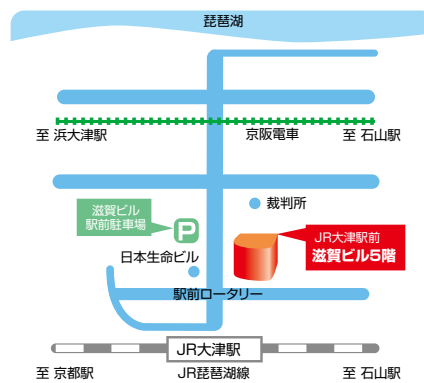 琵琶湖
至 浜大津駅
京阪電車
至 石山駅
裁判所
滋賀ビル
駅前駐車場
P
JR大津駅前
滋賀ビル5階
日本生命ビル
駅前ロータリー
JR大津駅
至 京都駅
JR琵琶湖線
至 石山駅